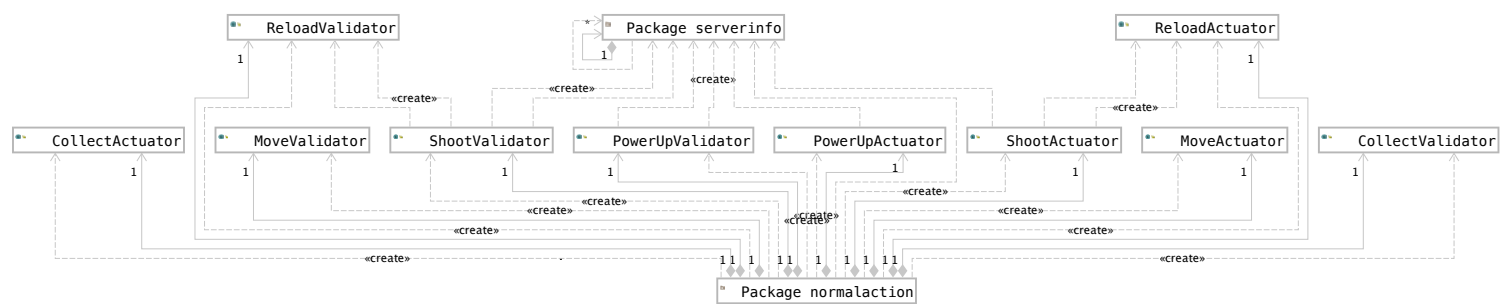 ReloadValidator
* Package serverinfo
ReloadActuator
1
1
1
«create»
«create»
«create»
«create»
CollectActuator
MoveValidator
ShootValidator
PowerUpValidator
PowerUpActuator
ShootActuator
MoveActuator
CollectValidator
1
1
1
1
1
1
1
1
«create»
«create»
«create»
«create»
«create»
«create»
«create»
«create»
«create»
«create»
1 1 1 1 1 1 1 1 1 1
Package normalaction